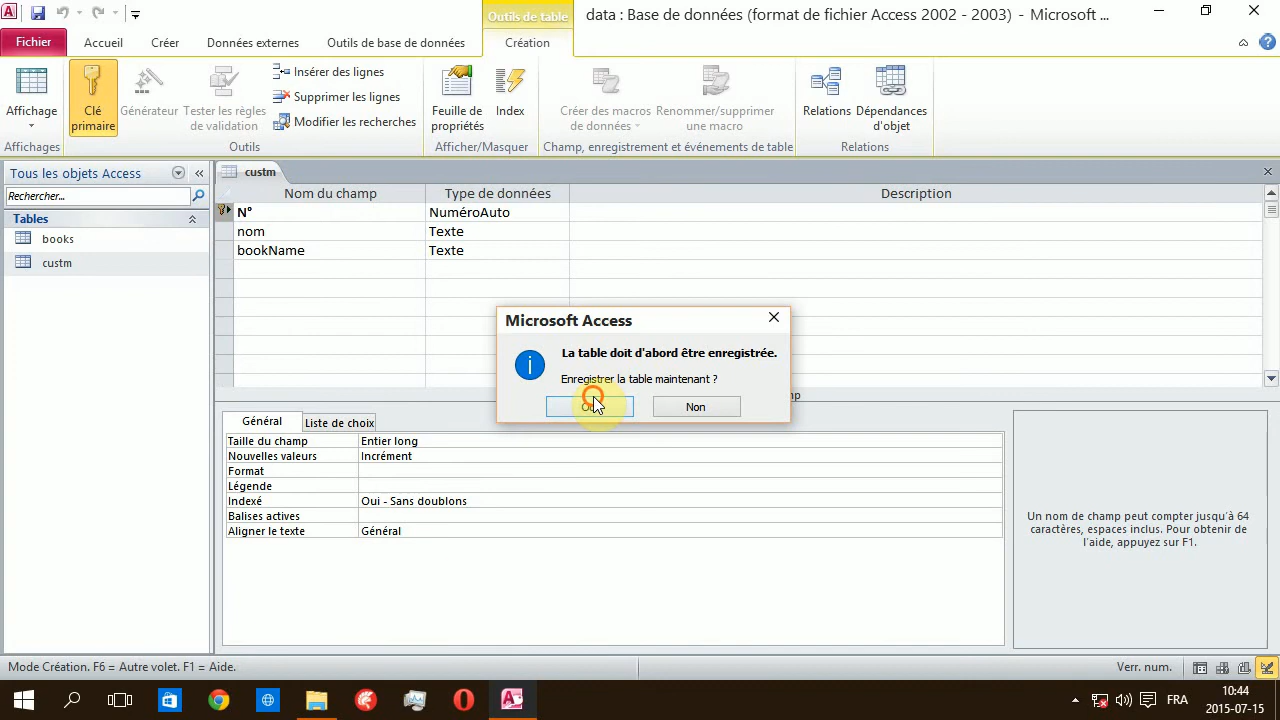 Outils de table
data : Base de données (format de fichier Access 2002 - 2003) - Microsoft ...
Fichier
Accueil
Créer
Données externes
Outils de base de données
Création
Affichage
Clé primaire
Générateur
Tester les règles de validation
Insérer des lignes
Supprimer les lignes
Modifier les recherches
Feuille de propriétés
Index
Créer des macros de données
Renommer/supprimer une macro
Relations
Dépendances d'objet
Affichages
Outils
Afficher/Masquer
Champ, enregistrement et événements de table
Relations
Tous les objets Access
Rechercher...
Tables
books
custm
custm
Nom du champ
Type de données
Description
N°
NuméroAuto
nom
Texte
bookName
Texte
Microsoft Access
La table doit d'abord être enregistrée.
Enregistrer la table maintenant ?
Non
Général
Liste de choix
Taille du champ
Entier long
Nouvelles valeurs
Incrément
Format
Légende
Indexé
Oui - Sans doublons
Balises actives
Aligner le texte
Général
Un nom de champ peut compter jusqu'à 64
caractères, espaces inclus. Pour obtenir de
l'aide, appuyez sur F1.
Mode Création. F6 = Autre volet. F1 = Aide.
Verr. num.
FRA
10:44
2015-07-15